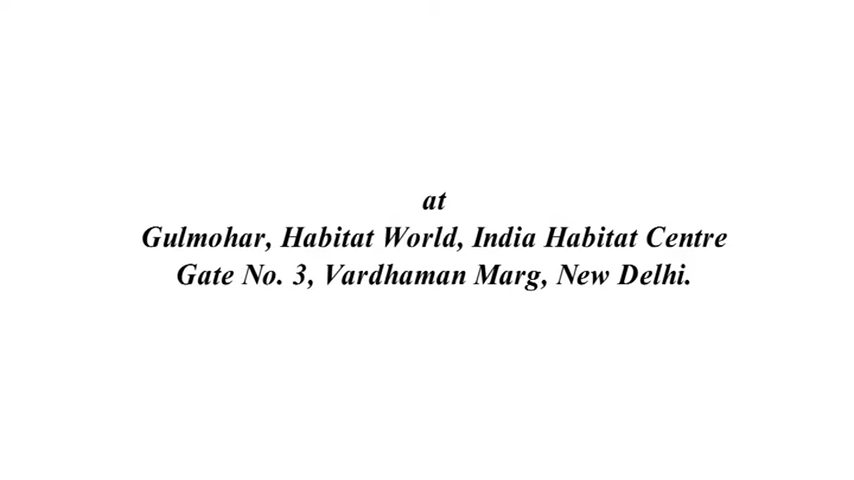 at
Gulmohar, Habitat World, India Habitat Centre
Gate No. 3, Vardhaman Marg, New Delhi.